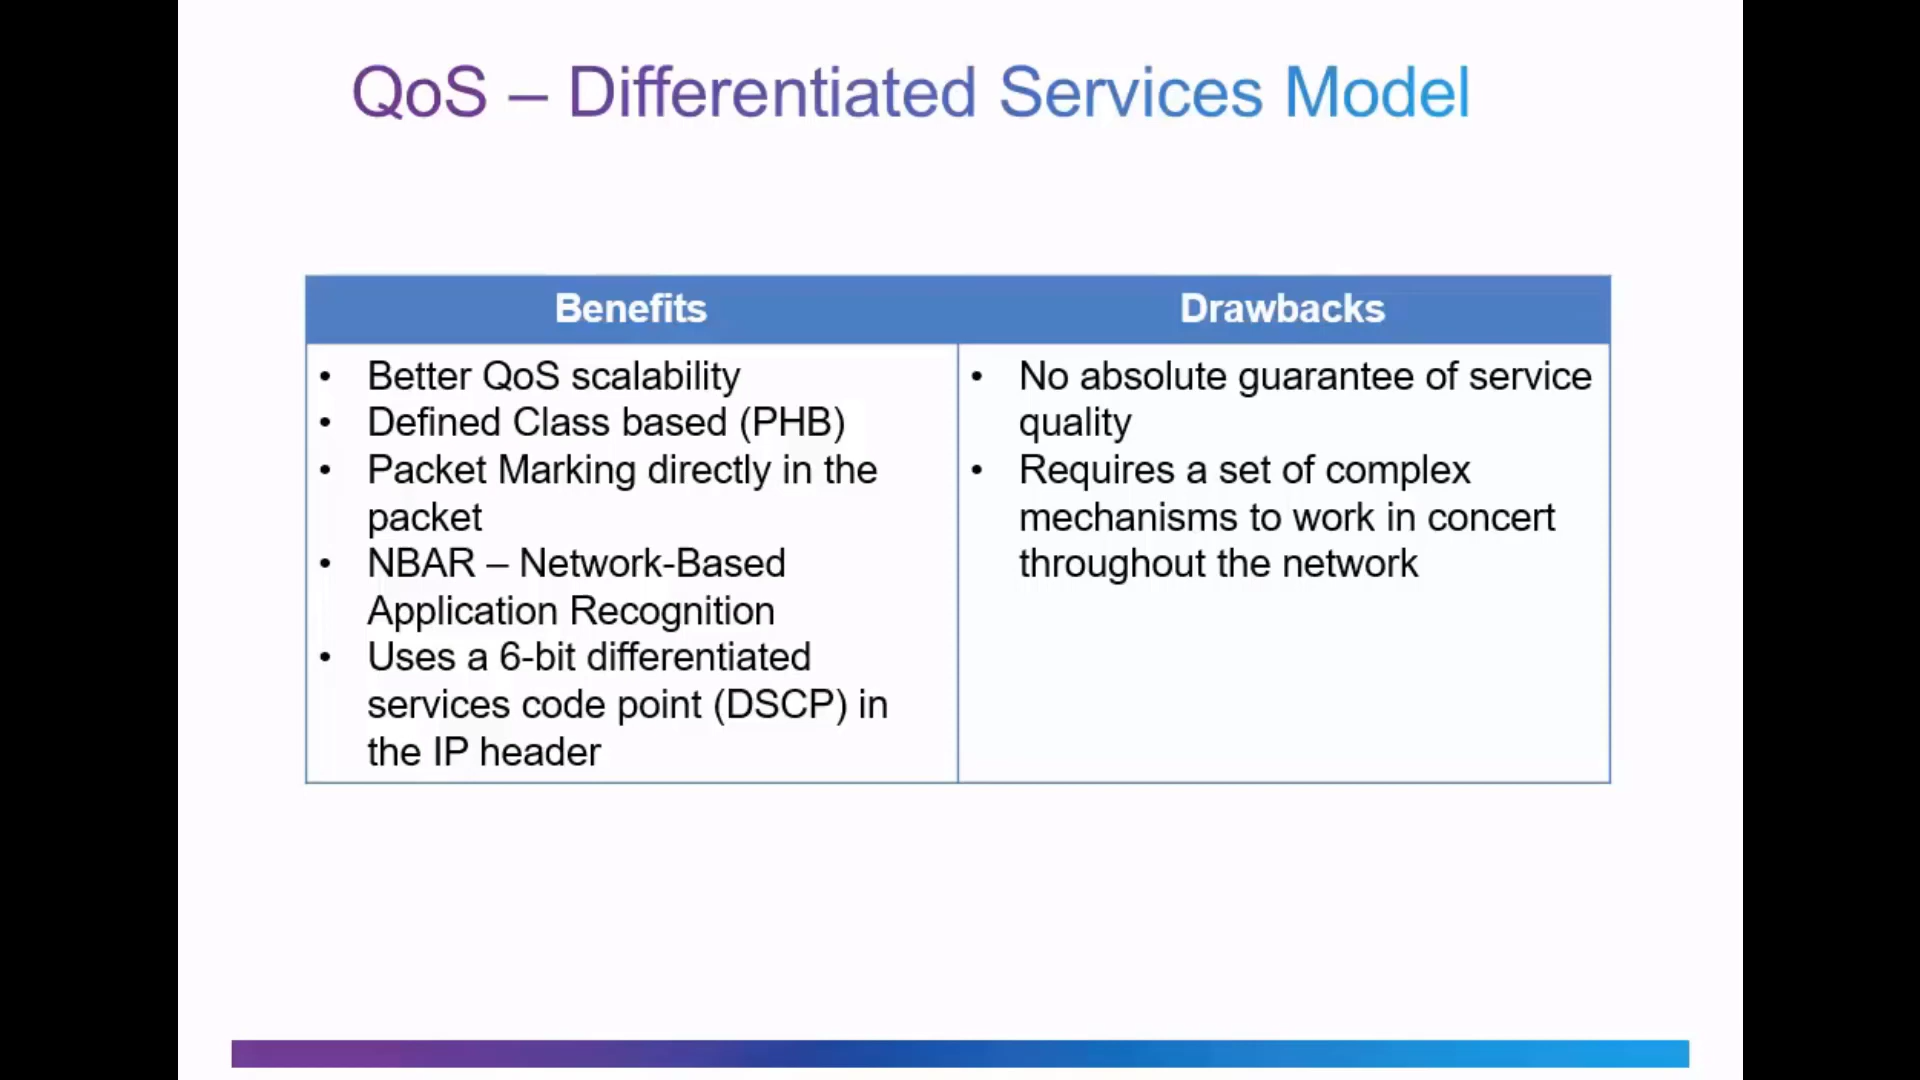 QoS – Differentiated Services Model
Benefits
• Better QoS scalability
• Defined Class based (PHB)
• Packet Marking directly in the
packet
• NBAR – Network-Based
Application Recognition
• Uses a 6-bit differentiated
services code point (DSCP) in
the IP header
Drawbacks
• No absolute guarantee of service
quality
• Requires a set of complex
mechanisms to work in concert
throughout the network